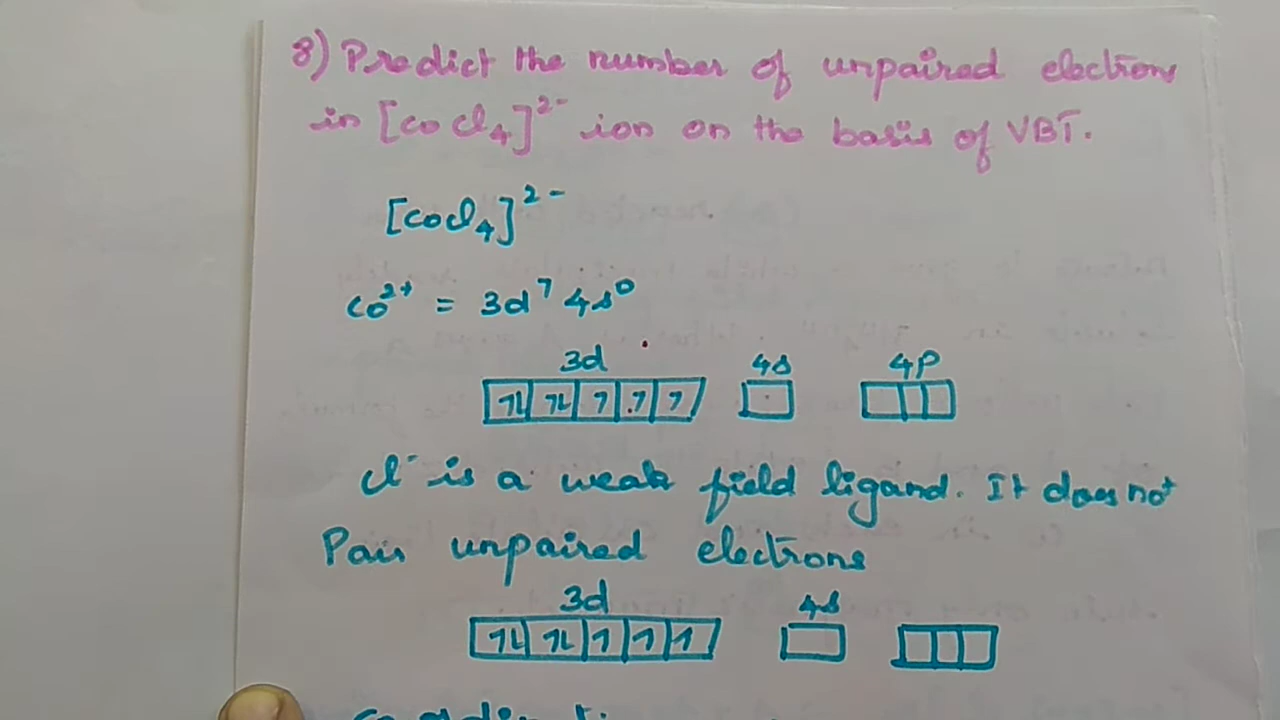 8) Predict the number of unpaired electrons
in [CoCl₄]²⁻ ion on the basis of VBT.
[CoCl₄]²⁻
Co²⁺ = 3d⁷ 4s⁰
3d 4s 4P
↿⇂ ↿⇂ ↿ ↿ ↿
Cl⁻ is a weak field ligand. It does not
Pair unpaired electrons
3d 4s
↿⇂ ↿⇂ ↿ ↿ ↿